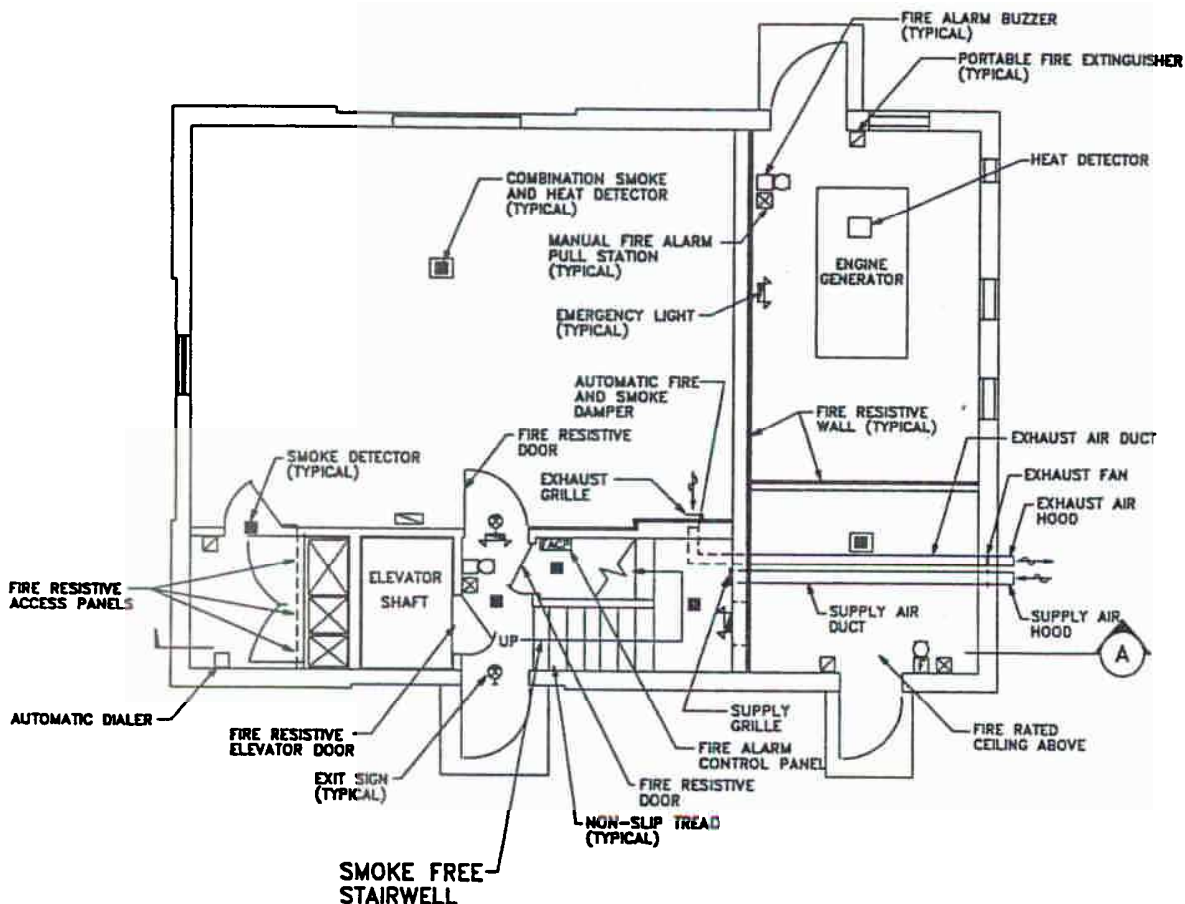 FIRE ALARM BUZZER
(TYPICAL)
PORTABLE FIRE EXTINGUISHER
(TYPICAL)
HEAT DETECTOR
COMBINATION SMOKE
AND HEAT DETECTOR
(TYPICAL)
MANUAL FIRE ALARM
PULL STATION
(TYPICAL)
ENGINE
GENERATOR
EMERGENCY LIGHT
(TYPICAL)
AUTOMATIC FIRE
AND SMOKE
DAMPER
FIRE RESISTIVE
WALL (TYPICAL)
FIRE RESISTIVE
DOOR
EXHAUST AIR DUCT
SMOKE DETECTOR
(TYPICAL)
EXHAUST
GRILLE
EXHAUST FAN
EXHAUST AIR
HOOD
FACP
FIRE RESISTIVE
ACCESS PANELS
ELEVATOR
SHAFT
SUPPLY AIR
DUCT
SUPPLY AIR
HOOD
UP
F
A
AUTOMATIC DIALER
FIRE RESISTIVE
ELEVATOR DOOR
SUPPLY
GRILLE
FIRE RATED
CEILING ABOVE
FIRE ALARM
CONTROL PANEL
EXIT SIGN
(TYPICAL)
FIRE RESISTIVE
DOOR
NON-SLIP TREAD
(TYPICAL)
SMOKE FREE
STAIRWELL